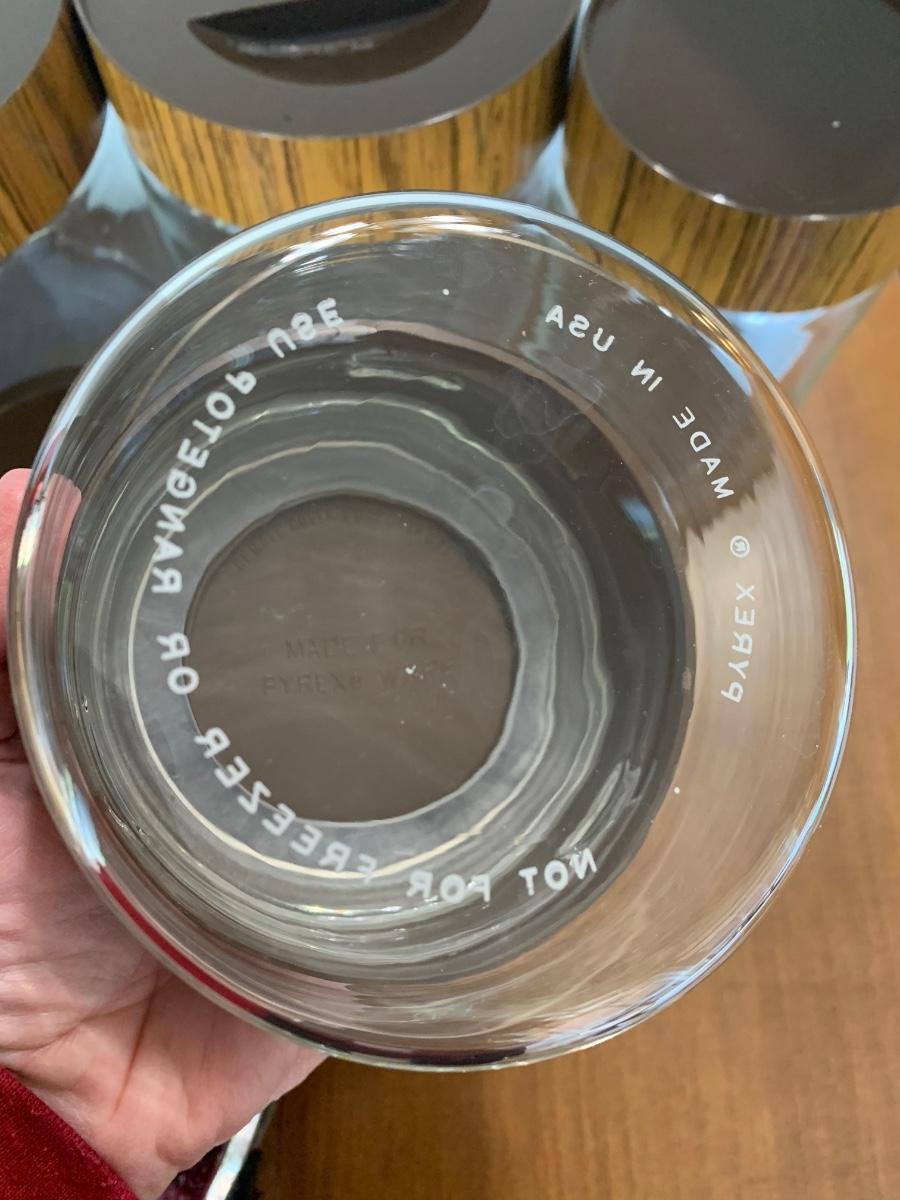 PYREX ® MADE IN USA
NOT FOR FREEZER OR RANGETOP USE
MADE FOR
PYREX® WARE